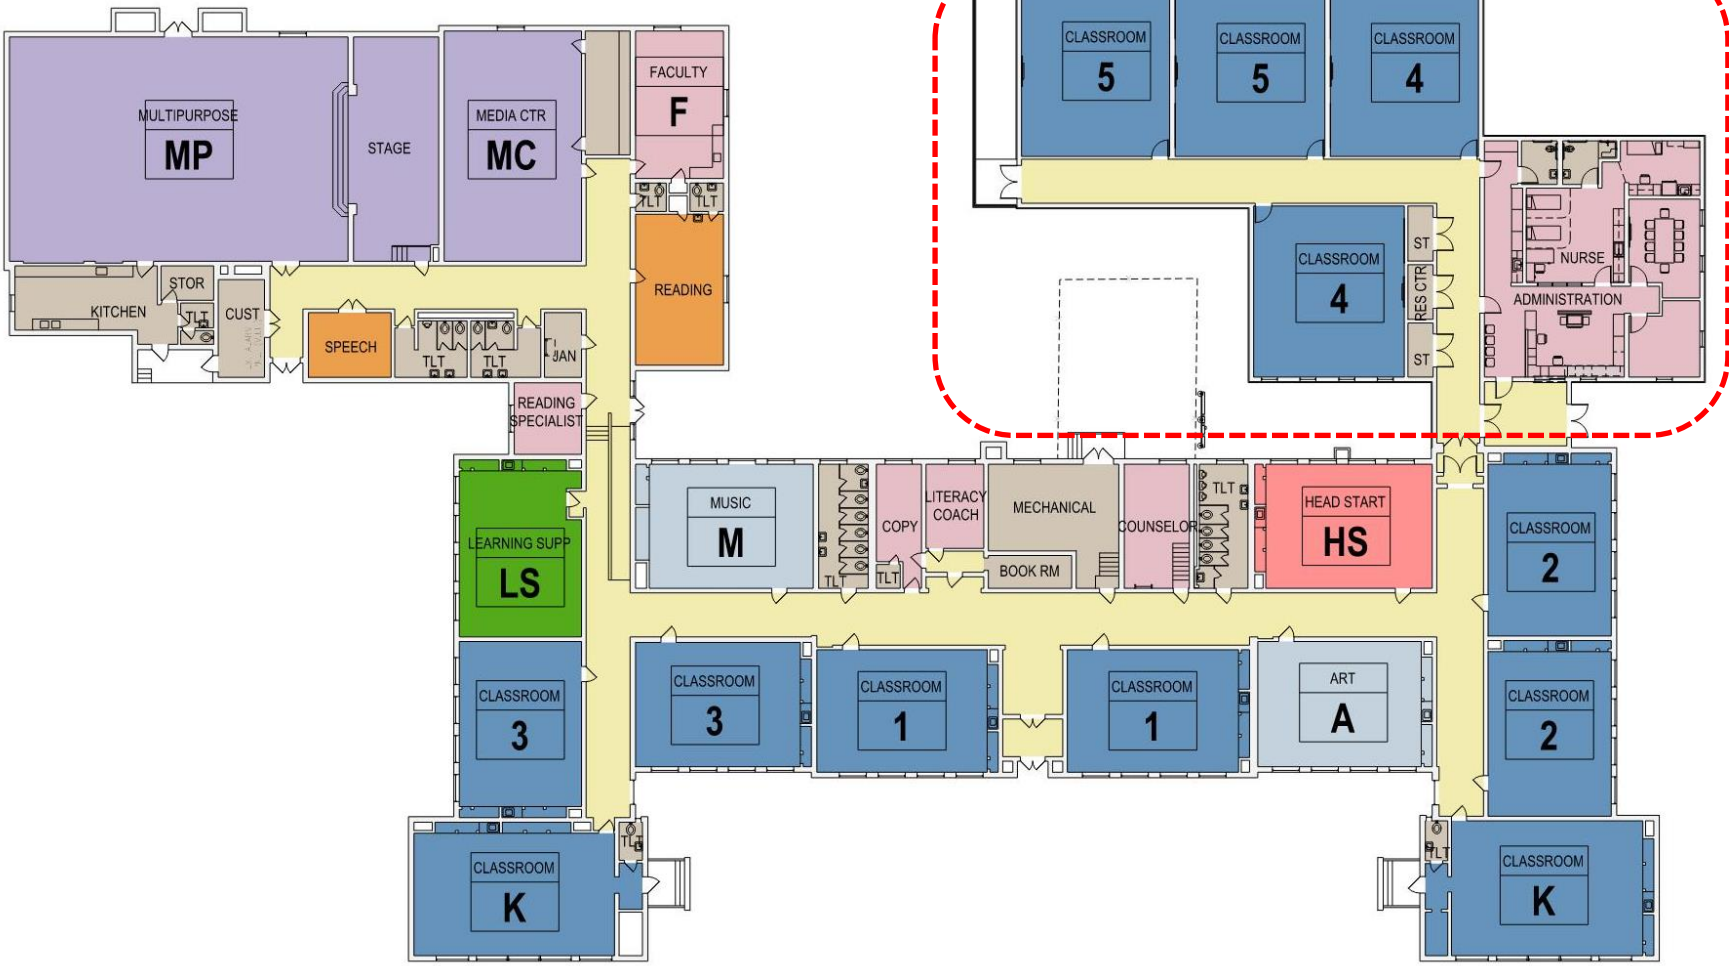 CLASSROOM
5
CLASSROOM
5
CLASSROOM
4
MULTIPURPOSE
MP
STAGE
MEDIA CTR
MC
FACULTY
F
TLT
TLT
READING
KITCHEN
STOR
TLT
CUST
SPEECH
TLT
TLT
JAN
READING
SPECIALIST
CLASSROOM
4
ST
RES CTR
ST
NURSE
ADMINISTRATION
LEARNING SUPP
LS
MUSIC
M
TLT
COPY
TLT
LITERACY
COACH
MECHANICAL
BOOK RM
COUNSELOR
TLT
HEAD START
HS
CLASSROOM
2
CLASSROOM
3
CLASSROOM
3
CLASSROOM
1
CLASSROOM
1
ART
A
CLASSROOM
2
CLASSROOM
K
TLT
TLT
CLASSROOM
K